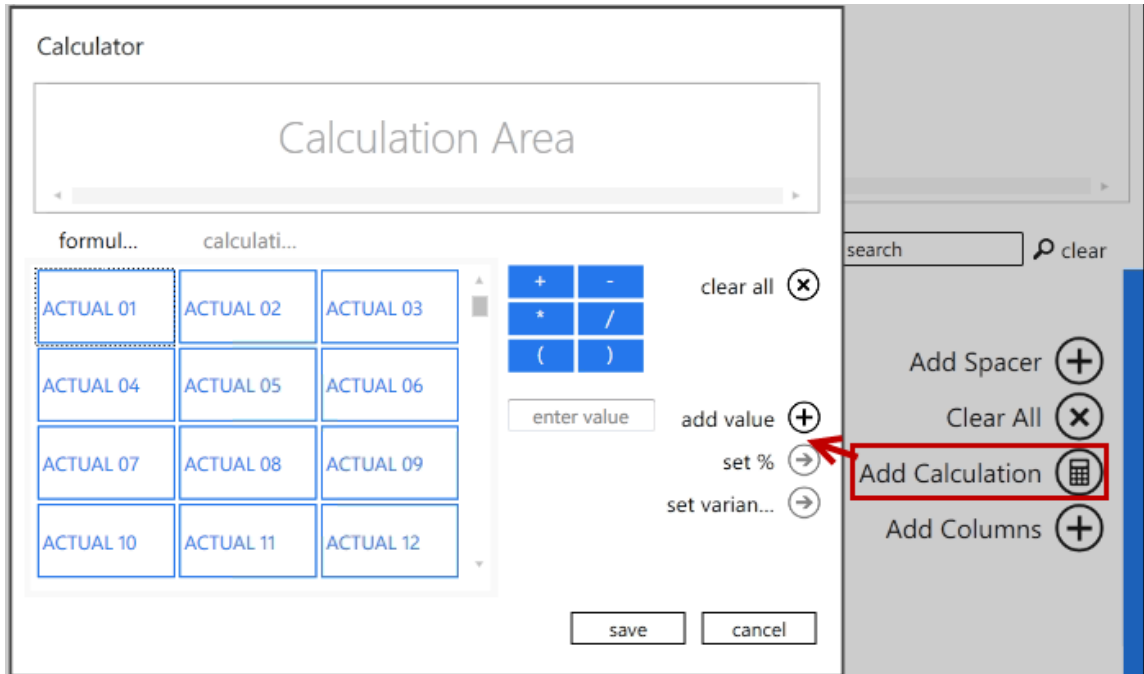 Calculator
Calculation Area
formul... calculati...
ACTUAL 01 ACTUAL 02 ACTUAL 03
ACTUAL 04 ACTUAL 05 ACTUAL 06
ACTUAL 07 ACTUAL 08 ACTUAL 09
ACTUAL 10 ACTUAL 11 ACTUAL 12
+ -
* /
( )
clear all
enter value add value
set %
set varian...
save cancel
search clear
Add Spacer
Clear All
Add Calculation
Add Columns